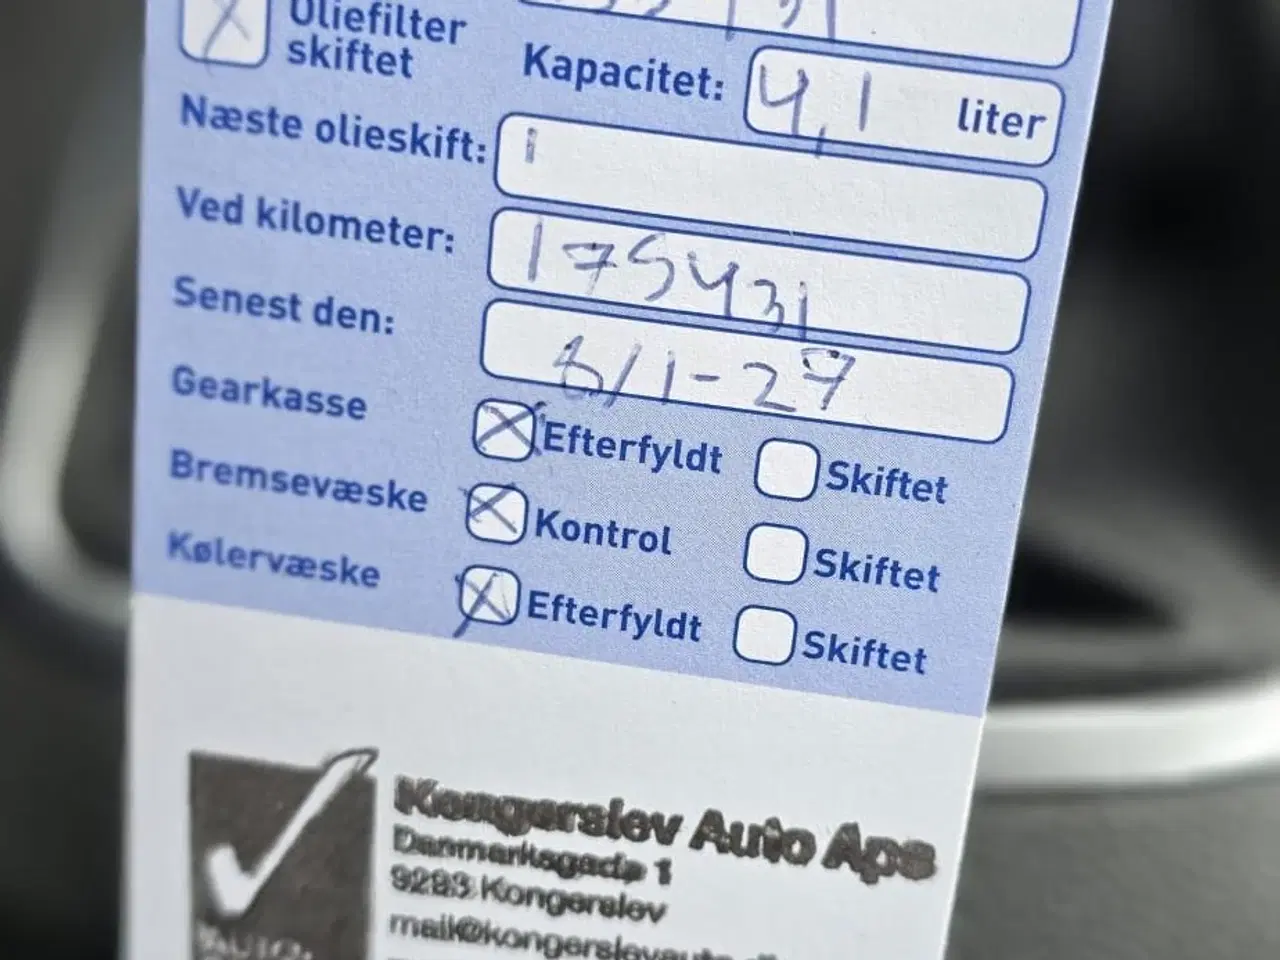 Oliefilter
skiftet
Kapacitet: 4,1 liter
Næste olieskift:
Ved kilometer: 175431
Senest den: 8/1-27
Gearkasse Efterfyldt Skiftet
Bremsevæske Kontrol Skiftet
Kølervæske Efterfyldt Skiftet
Kongerslev Auto Aps
Danmarksgade 1
9293 Kongerslev